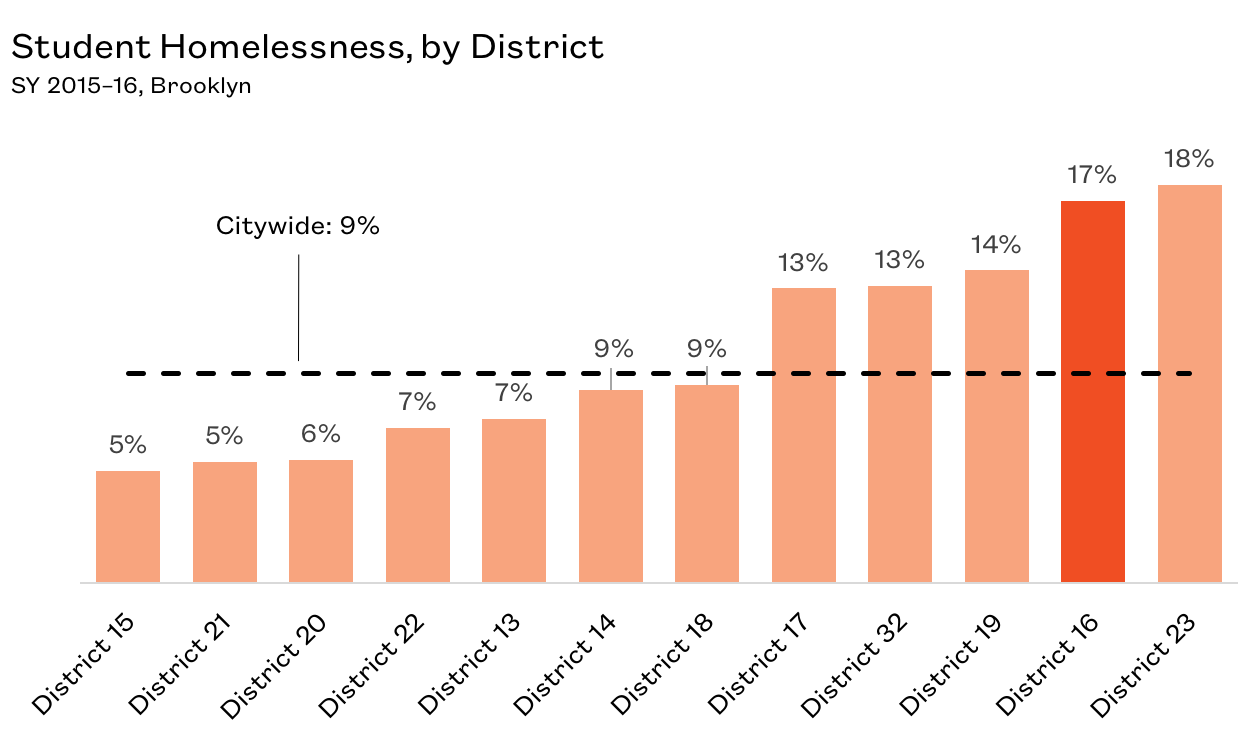 Student Homelessness, by District
SY 2015–16, Brooklyn
Citywide: 9%
5%
5%
6%
7%
7%
9%
9%
13%
13%
14%
17%
18%
District 15
District 21
District 20
District 22
District 13
District 14
District 18
District 17
District 32
District 19
District 16
District 23